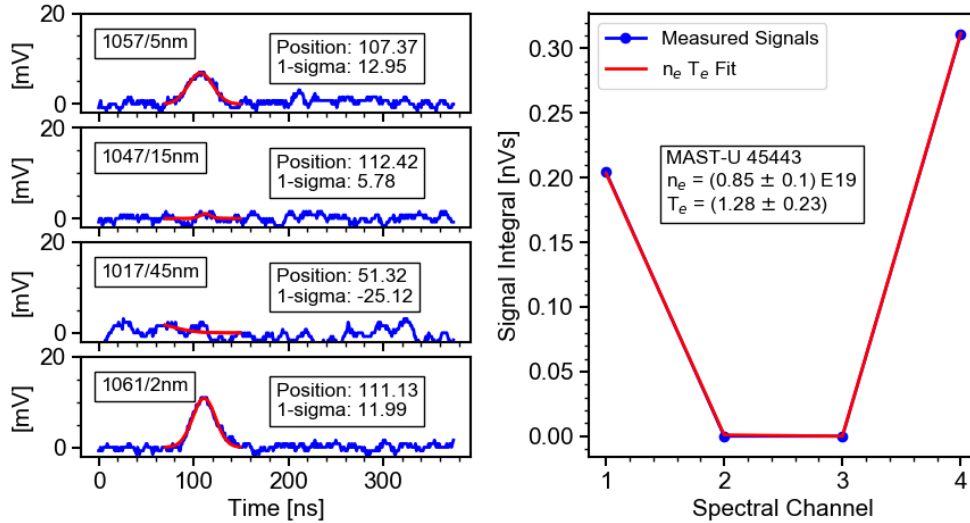 20
[mV]
0
1057/5nm
Position: 107.37
1-sigma: 12.95
20
[mV]
0
1047/15nm
Position: 112.42
1-sigma: 5.78
20
[mV]
0
1017/45nm
Position: 51.32
1-sigma: -25.12
20
[mV]
0
1061/2nm
Position: 111.13
1-sigma: 11.99
0 100 200 300
Time [ns]
Signal Integral [nVs]
0.30
0.25
0.20
0.15
0.10
0.05
0.00
Measured Signals
nₑ Tₑ Fit
MAST-U 45443
nₑ = (0.85 ± 0.1) E19
Tₑ = (1.28 ± 0.23)
1 2 3 4
Spectral Channel